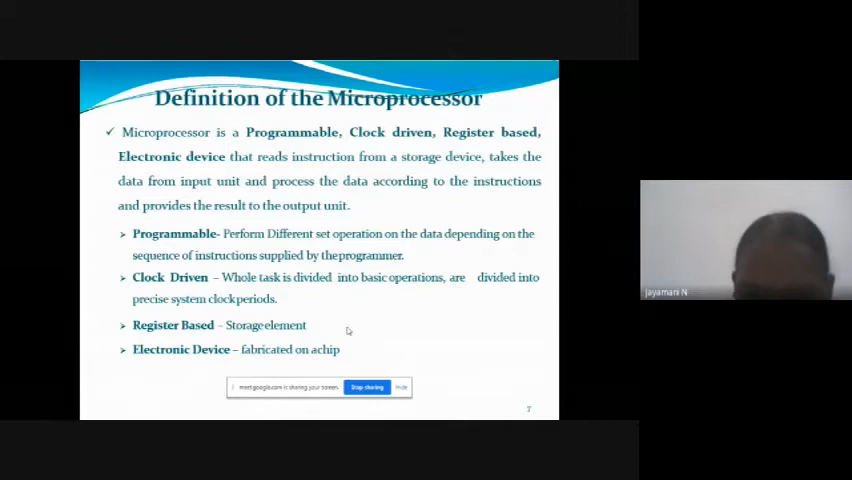 Definition of the Microprocessor
✓ Microprocessor is a Programmable, Clock driven, Register based,
Electronic device that reads instruction from a storage device, takes the
data from input unit and process the data according to the instructions
and provides the result to the output unit.
➢ Programmable- Perform Different set operation on the data depending on the
sequence of instructions supplied by the programmer.
➢ Clock Driven – Whole task is divided into basic operations, are divided into
precise system clock periods.
➢ Register Based – Storage element
➢ Electronic Device – fabricated on a chip
meet.google.com is sharing your screen. Stop sharing Hide
7
Jayamani N